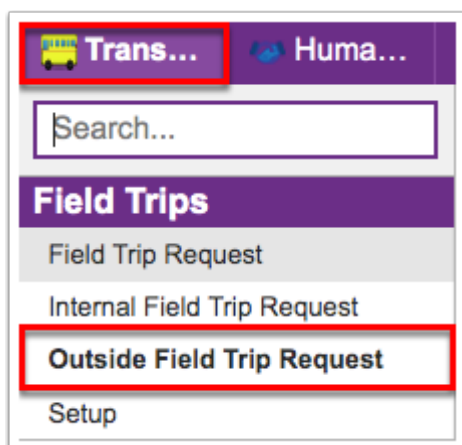 Trans... Huma...
Search...
Field Trips
Field Trip Request
Internal Field Trip Request
Outside Field Trip Request
Setup